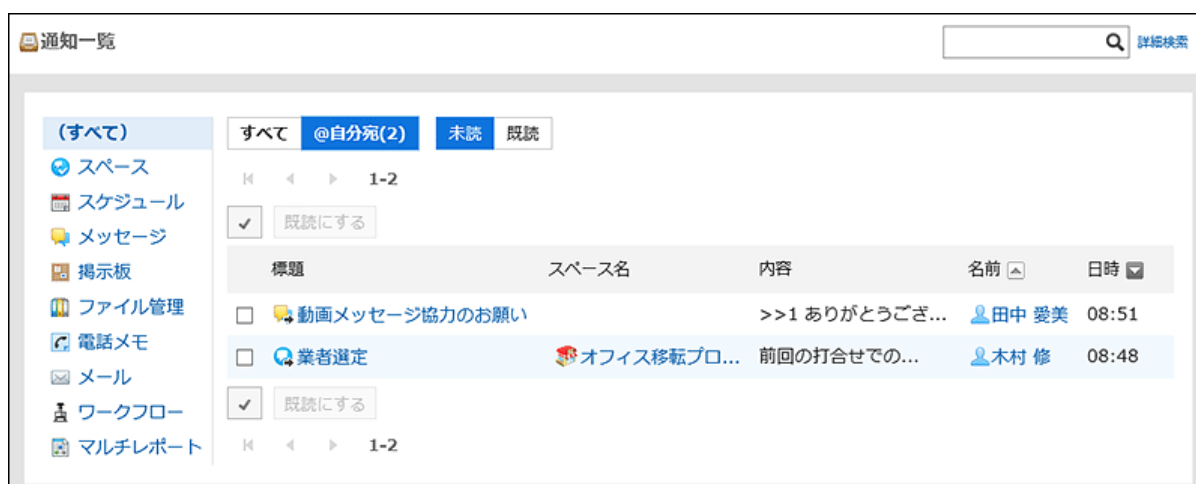 通知一覧
詳細検索
(すべて)
スペース
スケジュール
メッセージ
掲示板
ファイル管理
電話メモ
メール
ワークフロー
マルチレポート
すべて @自分宛(2) 未読 既読
1-2
既読にする
標題 スペース名 内容 名前 日時
動画メッセージ協力のお願い >>1 ありがとうござ... 田中 愛美 08:51
業者選定 オフィス移転プロ... 前回の打合せでの... 木村 修 08:48
既読にする
1-2